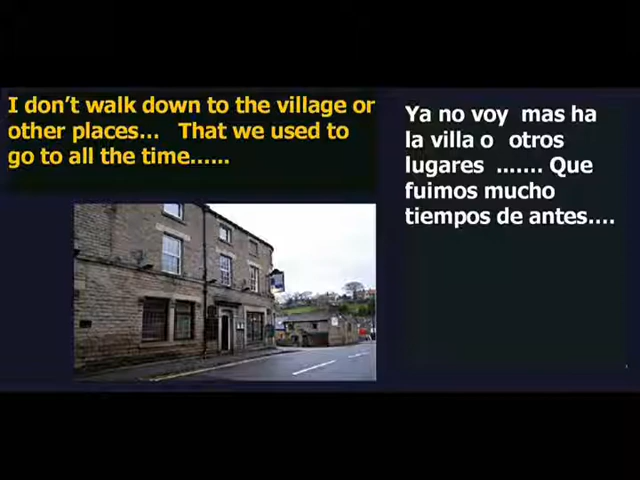 I don't walk down to the village or
other places... That we used to
go to all the time......
Ya no voy mas ha
la villa o otros
lugares ....... Que
fuimos mucho
tiempos de antes....